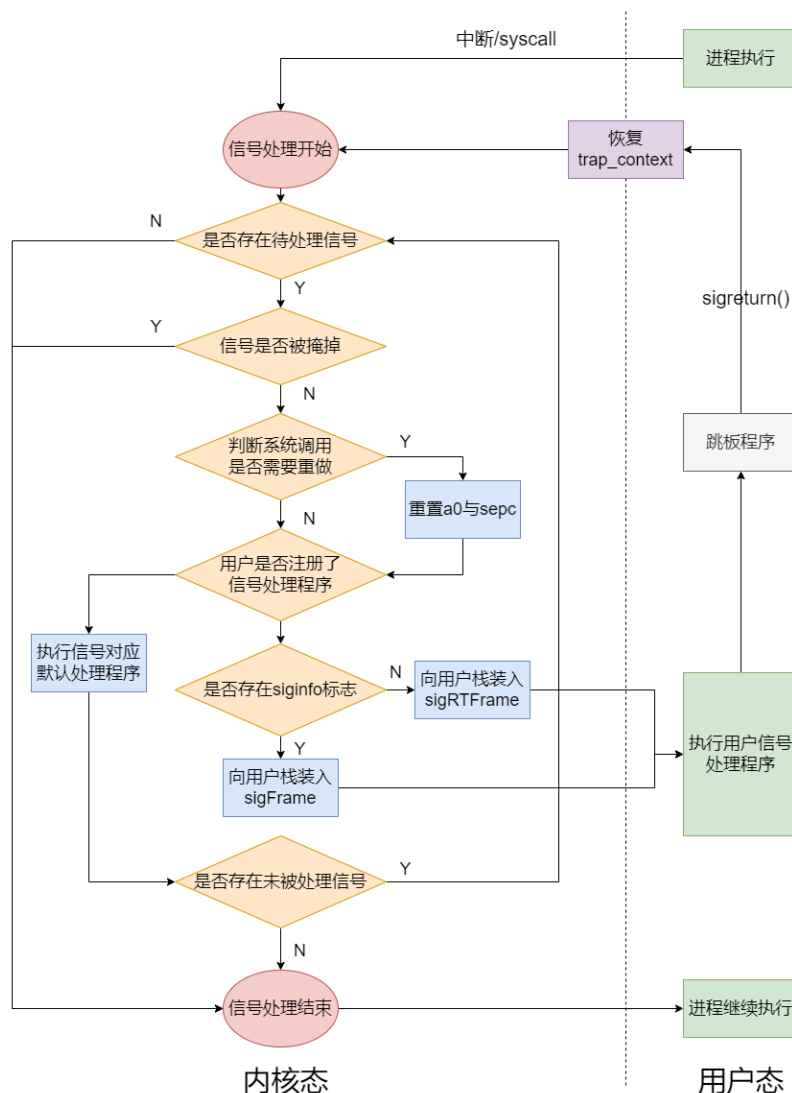 中断/syscall
进程执行
信号处理开始
恢复
trap_context
N
是否存在待处理信号
Y
Y
信号是否被掩掉
sigreturn()
N
判断系统调用
是否需要重做
Y
跳板程序
重置a0与sepc
N
用户是否注册了
信号处理程序
执行信号对应
默认处理程序
是否存在siginfo标志
N
向用户栈装入
sigRTFrame
Y
向用户栈装入
sigFrame
执行用户信号
处理程序
是否存在未被处理信号
Y
N
信号处理结束
进程继续执行
内核态
用户态